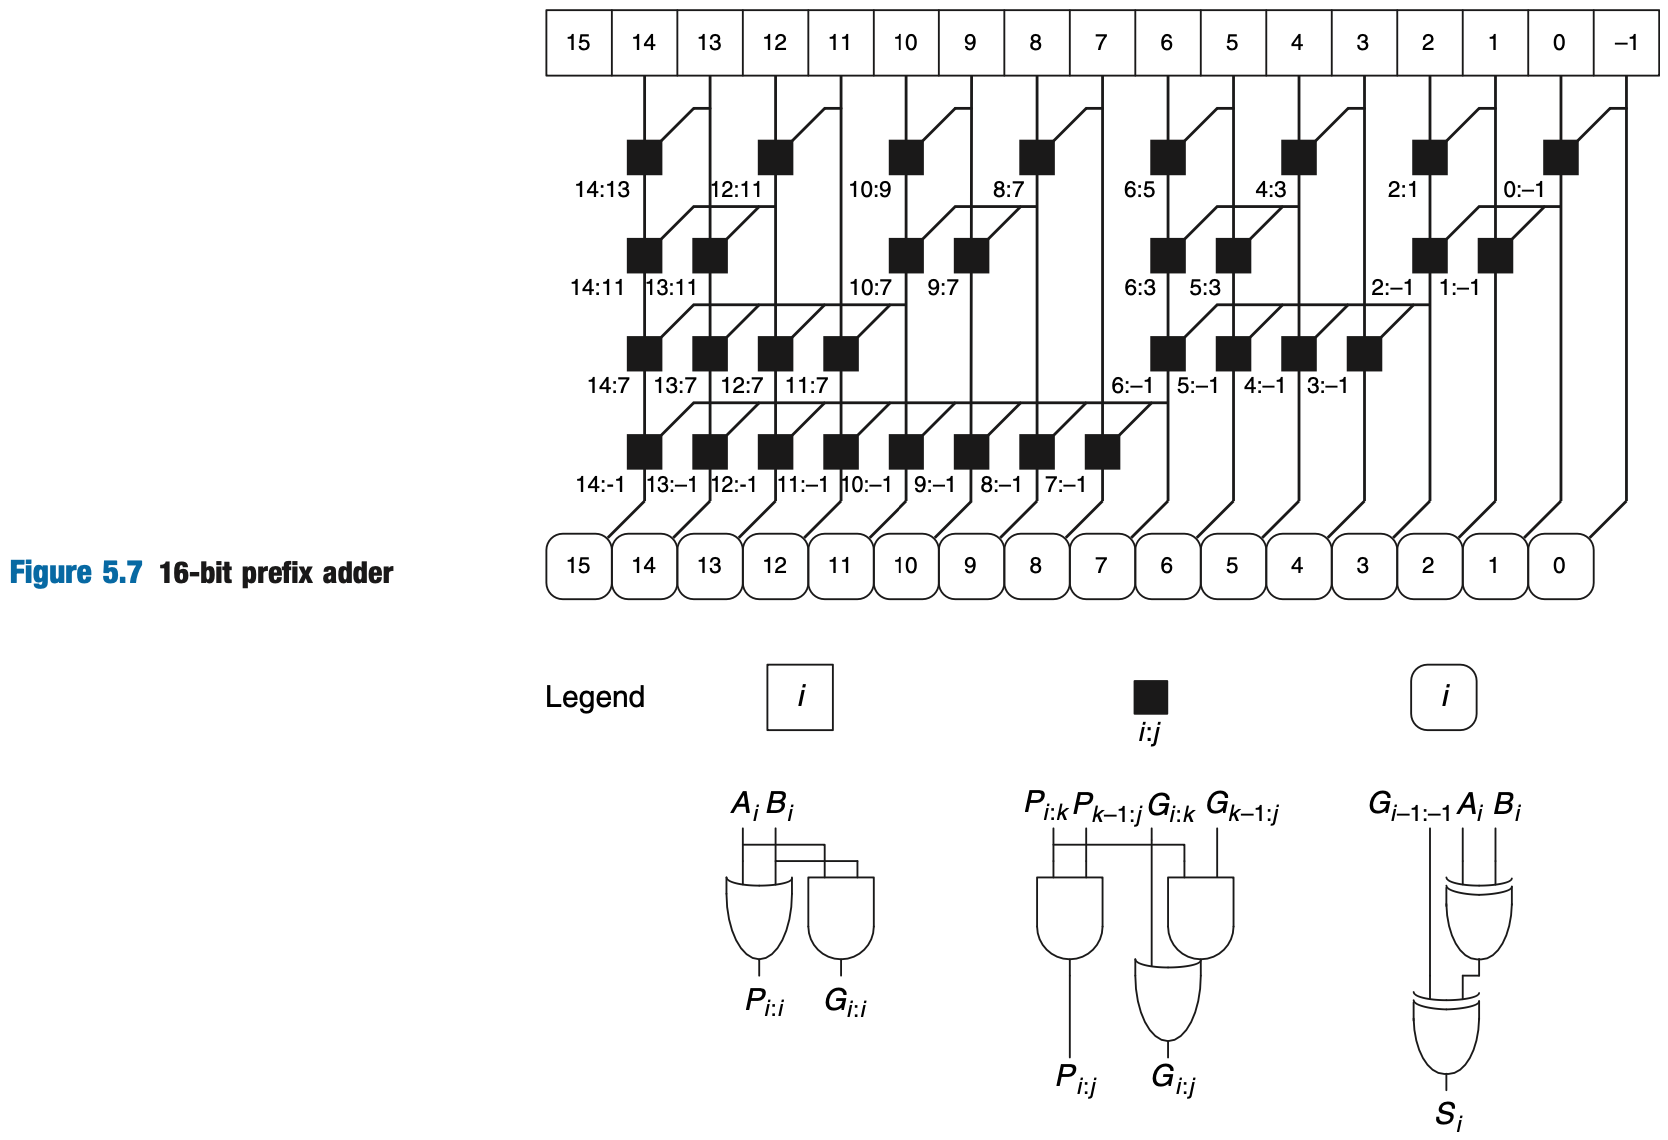 15 14 13 12 11 10 9 8 7 6 5 4 3 2 1 0 –1
14:13 12:11 10:9 8:7 6:5 4:3 2:1 0:–1
14:11 13:11 10:7 9:7 6:3 5:3 2:–1 1:–1
14:7 13:7 12:7 11:7 6:–1 5:–1 4:–1 3:–1
14:-1 13:–1 12:-1 11:–1 10:–1 9:–1 8:–1 7:–1
15 14 13 12 11 10 9 8 7 6 5 4 3 2 1 0
Figure 5.7 16-bit prefix adder
Legend i i:j i
A_i B_i P_{i:k} P_{k–1:j} G_{i:k} G_{k–1:j} G_{i–1:–1} A_i B_i
P_{i:i} G_{i:i}
P_{i:j} G_{i:j}
S_i